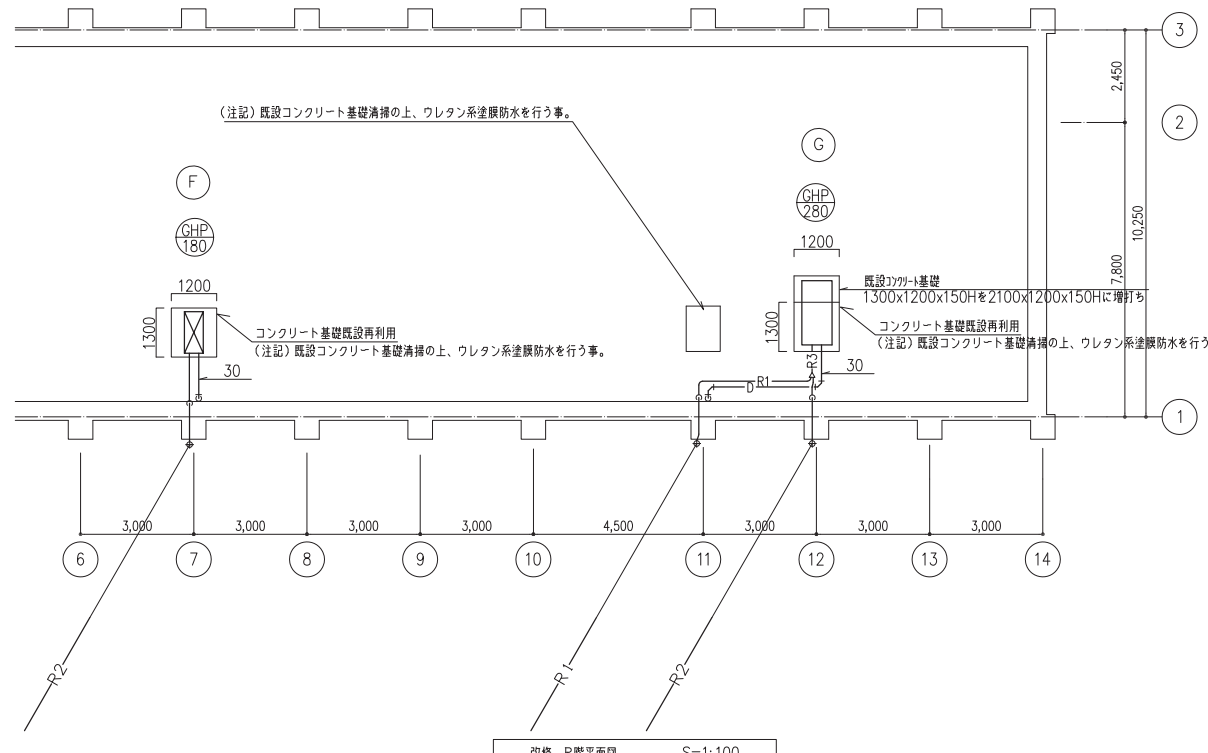 3
2,450
(注記)既設コンクリート基礎清掃の上、ウレタン系塗膜防水を行う事。
2
G
F
GHP
280
GHP
180
10,250
1200
7,800
既設コンクリート基礎
1300x1200x150Hを2100x1200x150Hに増打ち
1200
1300
1300
コンクリート基礎既設再利用
(注記)既設コンクリート基礎清掃の上、ウレタン系塗膜防水を行う
コンクリート基礎既設再利用
(注記)既設コンクリート基礎清掃の上、ウレタン系塗膜防水を行う事。
R3
30
30
R1
D
1
3,000
3,000
3,000
3,000
4,500
3,000
3,000
3,000
6
7
8
9
10
11
12
13
14
R2
R1
R2
改修 R階平面図 S=1:100